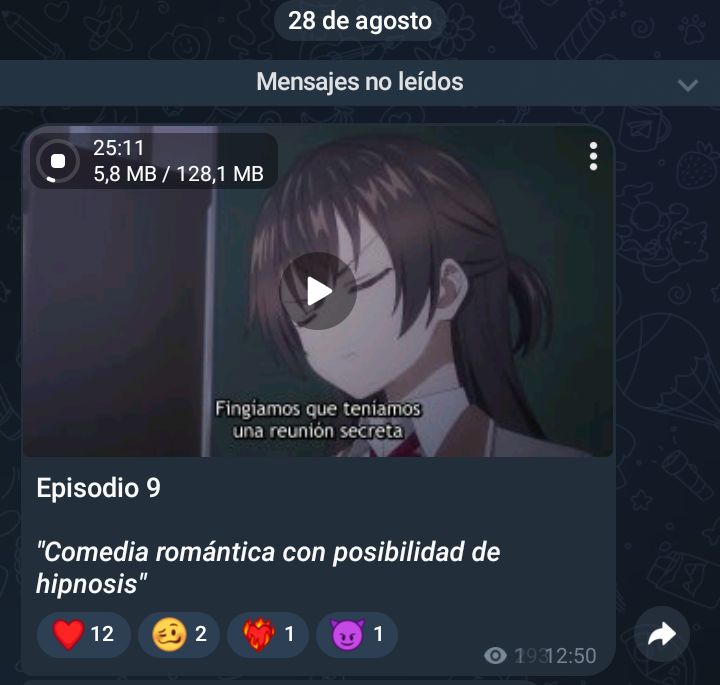 28 de agosto
Mensajes no leídos
25:11
5,8 MB / 128,1 MB
Fingíamos que teníamos
una reunión secreta
Episodio 9
"Comedia romántica con posibilidad de
hipnosis"
12 2 1 1
12:50